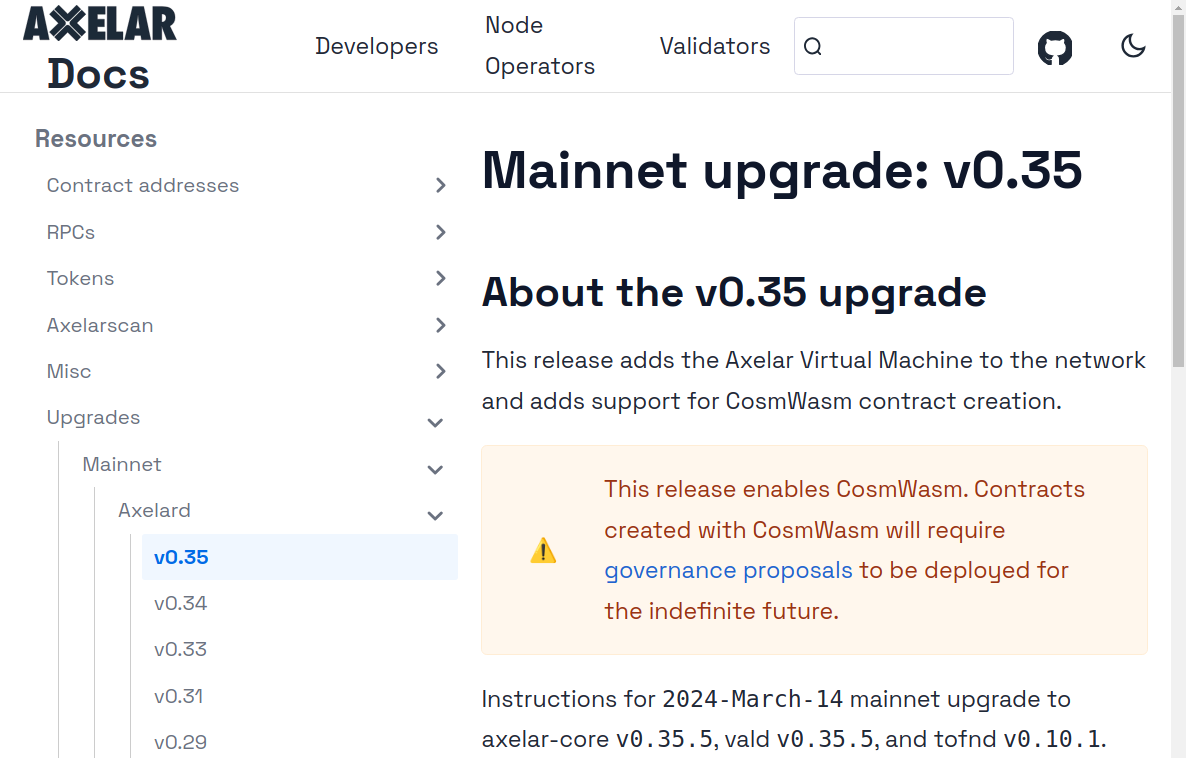 AXELAR
Docs
Developers
Node
Operators
Validators
Resources
Contract addresses
RPCs
Tokens
Axelarscan
Misc
Upgrades
Mainnet
Axelard
v0.35
v0.34
v0.33
v0.31
v0.29
Mainnet upgrade: v0.35
About the v0.35 upgrade
This release adds the Axelar Virtual Machine to the network
and adds support for CosmWasm contract creation.
This release enables CosmWasm. Contracts
created with CosmWasm will require
governance proposals to be deployed for
the indefinite future.
Instructions for 2024-March-14 mainnet upgrade to
axelar-core v0.35.5, vald v0.35.5, and tofnd v0.10.1.